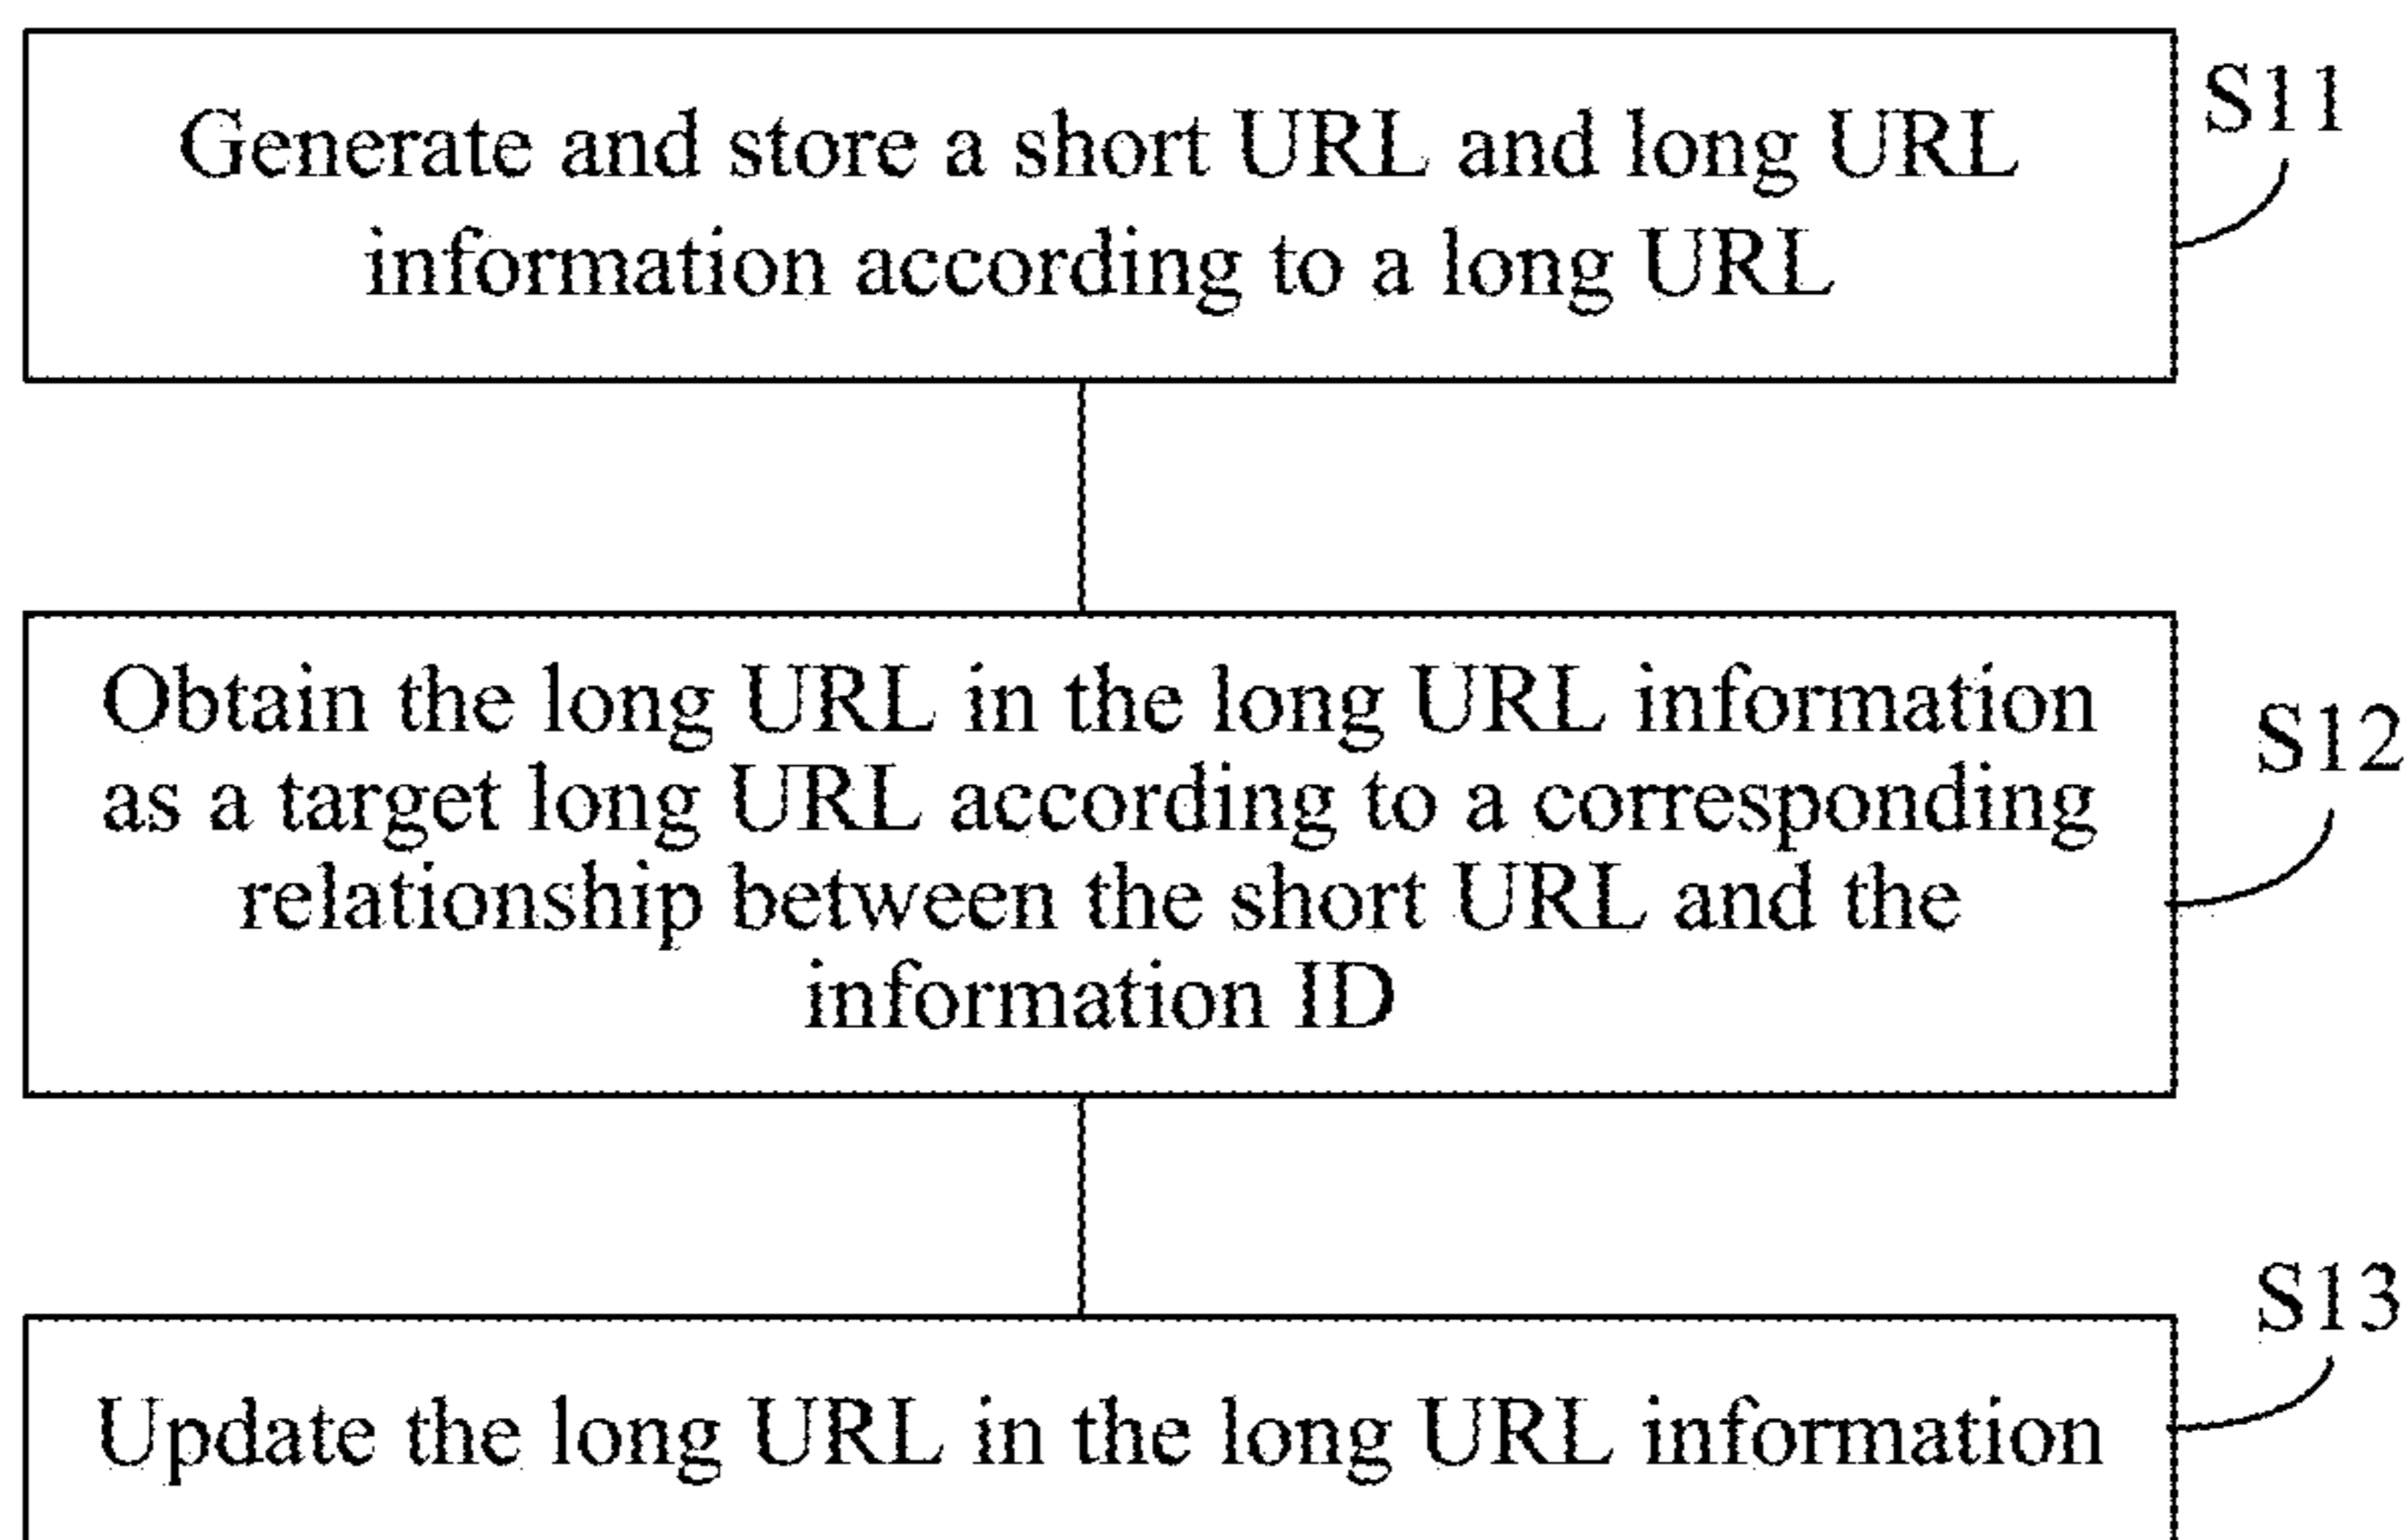 Generate and store a short URL and long URL
information according to a long URL
S11
Obtain the long URL in the long URL information
as a target long URL according to a corresponding
relationship between the short URL and the
information ID
S12
Update the long URL in the long URL information
S13